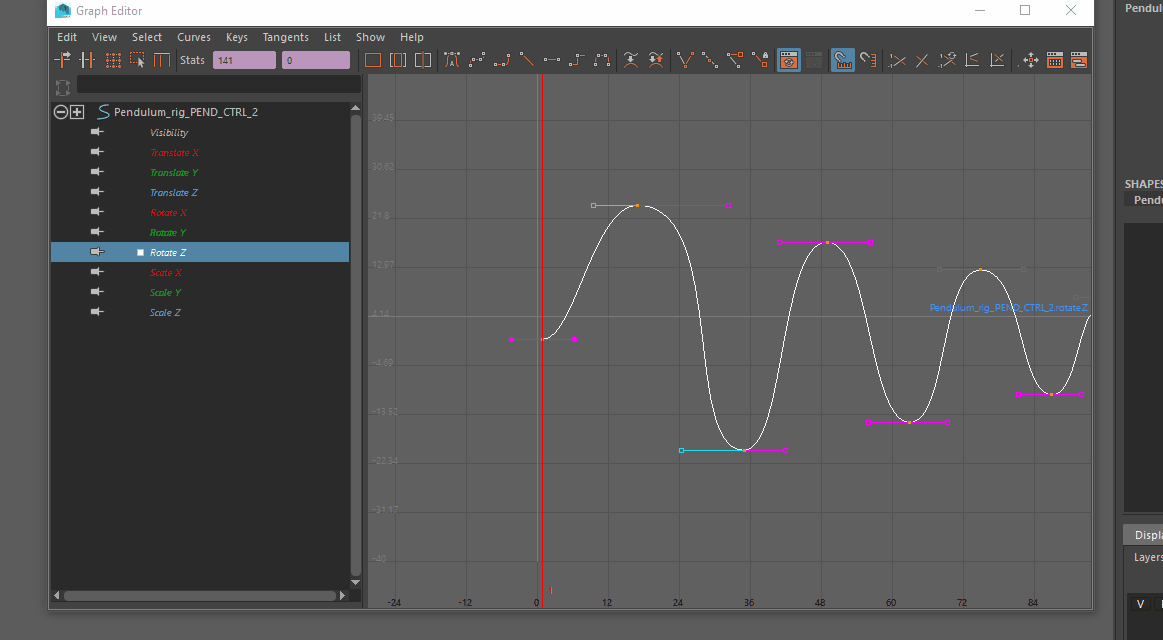 Graph Editor
Pendul
Edit View Select Curves Keys Tangents List Show Help
Stats 141 0
Pendulum_rig_PEND_CTRL_2
Visibility
Translate X
Translate Y
Translate Z
Rotate X
Rotate Y
Rotate Z
Scale X
Scale Y
Scale Z
39.45
30.62
21.8
12.97
4.14
-4.69
-13.52
-22.34
-31.17
-40
Pendulum_rig_PEND_CTRL_2.rotateZ
-24 -12 0 12 24 36 48 60 72 84
SHAPES
Pendu
Displa
Layers
V